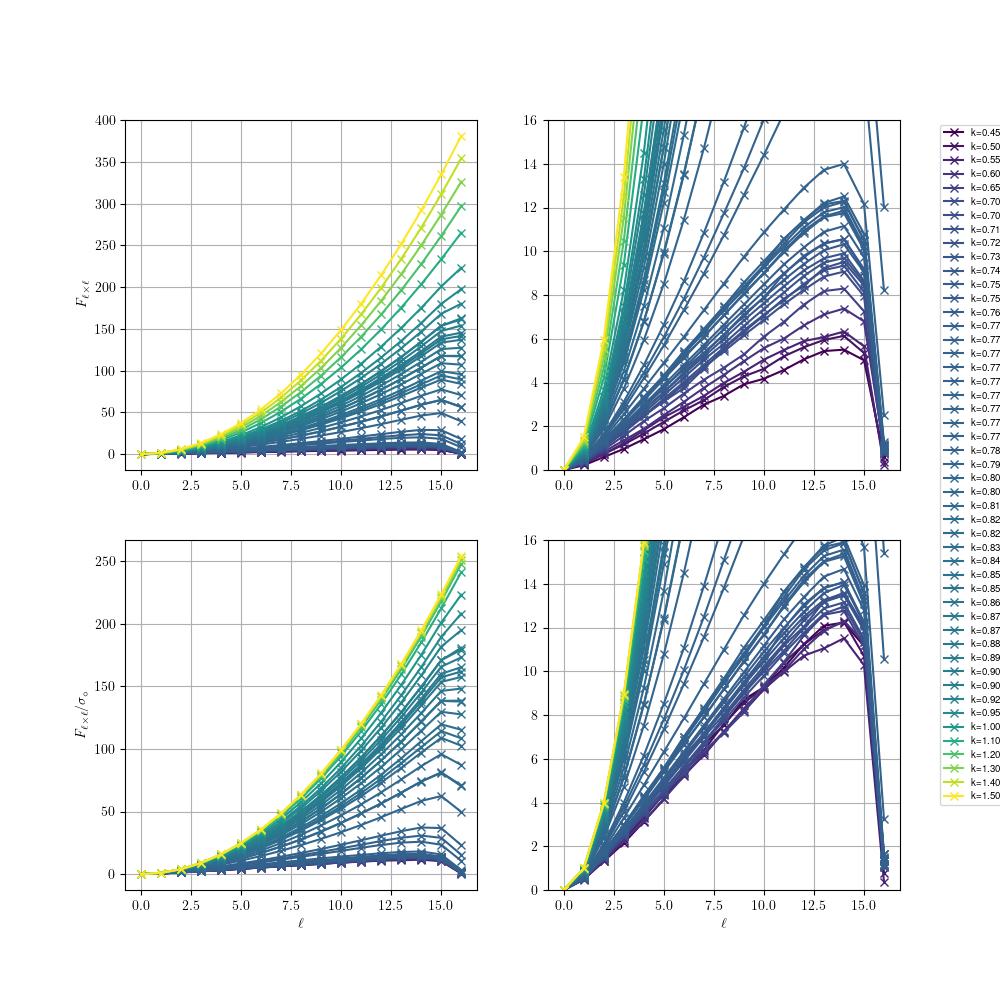 400
350
300
250
200
150
100
50
0
F_{ℓ×ℓ}
0.0 2.5 5.0 7.5 10.0 12.5 15.0
16
14
12
10
8
6
4
2
0
0.0 2.5 5.0 7.5 10.0 12.5 15.0
250
200
150
100
50
0
F_{ℓ×ℓ}/σ_∘
0.0 2.5 5.0 7.5 10.0 12.5 15.0
ℓ
16
14
12
10
8
6
4
2
0
0.0 2.5 5.0 7.5 10.0 12.5 15.0
ℓ
k=0.45
k=0.50
k=0.55
k=0.60
k=0.65
k=0.70
k=0.70
k=0.71
k=0.72
k=0.73
k=0.74
k=0.75
k=0.75
k=0.76
k=0.77
k=0.77
k=0.77
k=0.77
k=0.77
k=0.77
k=0.77
k=0.77
k=0.77
k=0.78
k=0.79
k=0.80
k=0.80
k=0.81
k=0.82
k=0.82
k=0.83
k=0.84
k=0.85
k=0.85
k=0.86
k=0.87
k=0.87
k=0.88
k=0.89
k=0.90
k=0.90
k=0.92
k=0.95
k=1.00
k=1.10
k=1.20
k=1.30
k=1.40
k=1.50